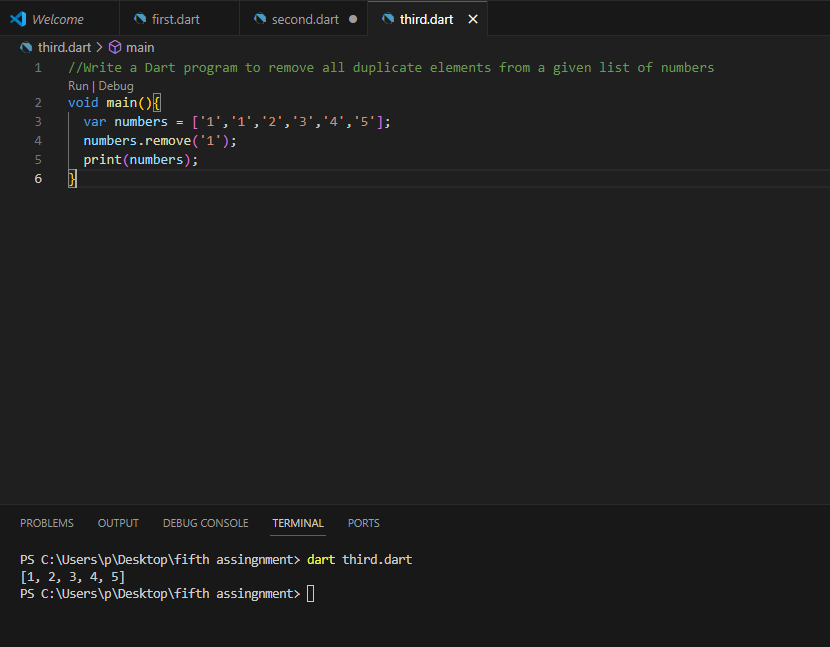 Welcome first.dart second.dart third.dart
third.dart > main
1 //Write a Dart program to remove all duplicate elements from a given list of numbers
Run | Debug
2 void main(){
3 var numbers = ['1','1','2','3','4','5'];
4 numbers.remove('1');
5 print(numbers);
6 }
PROBLEMS OUTPUT DEBUG CONSOLE TERMINAL PORTS
PS C:\Users\p\Desktop\fifth assingnment> dart third.dart
[1, 2, 3, 4, 5]
PS C:\Users\p\Desktop\fifth assingnment>